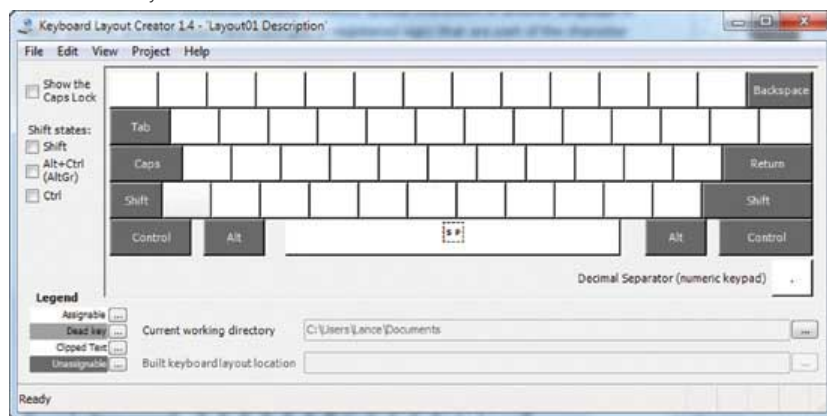 Keyboard Layout Creator 1.4 - 'Layout01 Description'
File Edit View Project Help
Show the
Caps Lock
Backspace
Shift states:
Tab
Shift
Alt+Ctrl
(AltGr)
Caps
Return
Ctrl
Shift
Shift
Control
Alt
S P
Alt
Control
Decimal Separator (numeric keypad)
.
Legend
Assignable ...
Dead key ...
Current working directory
C:\Users\Lance\Documents
...
Clipped Text ...
Unassignable ...
Built keyboard layout location
...
Ready